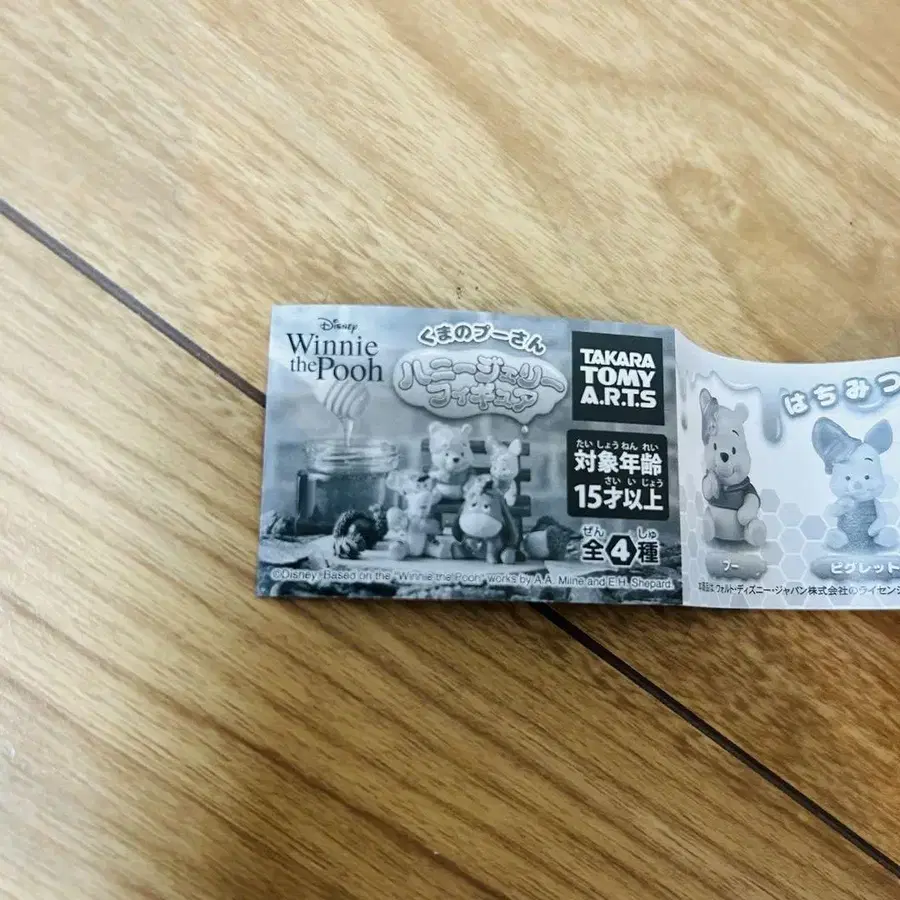 Disney
Winnie
the Pooh
くまのプーさん
ハニージェリー
フィギュア
TAKARA
TOMY
A.R.T.S
たいしょうねんれい
対象年齢
さいいじょう
15才以上
ぜん しゅ
全4種
©Disney. Based on the "Winnie the Pooh" works by A.A. Milne and E.H. Shepard.
はちみつ
プー
ピグレット
本商品は、ウォルト・ディズニー・ジャパン株式会社のライセンシ